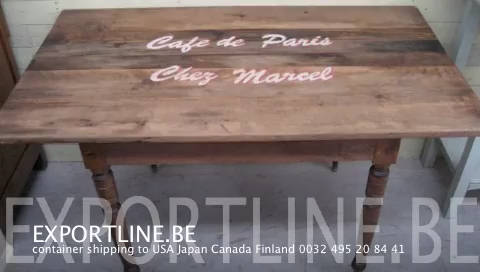 Cafe de Paris
Chez Marcel
EXPORTLINE.BE
EXPORTLINE.BE
container shipping to USA Japan Canada Finland 0032 495 20 84 41